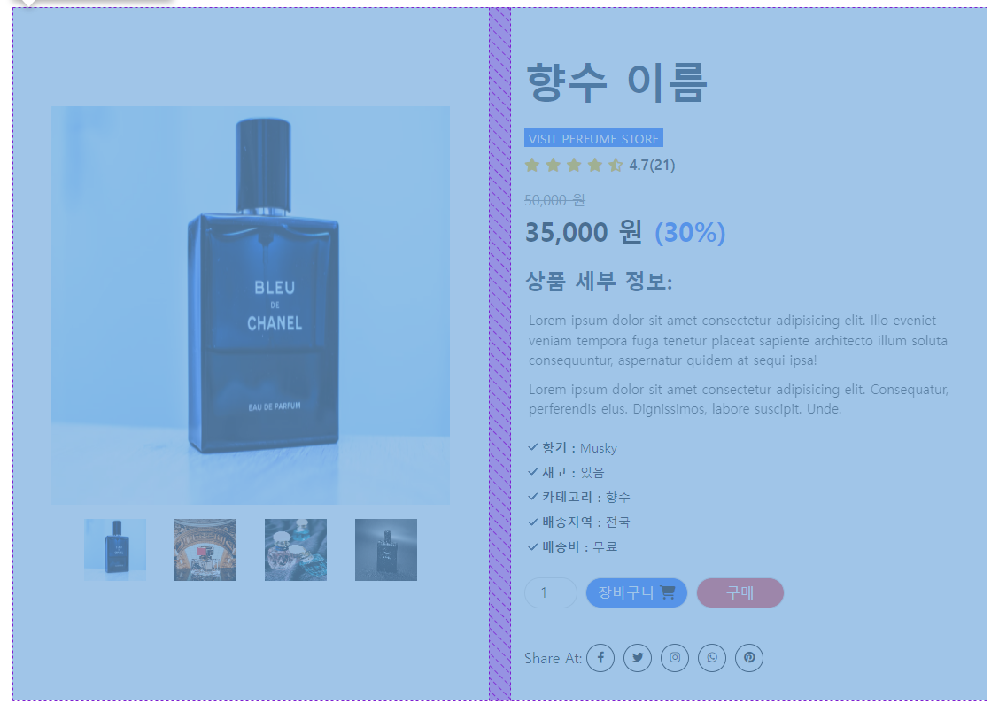 BLEU
DE
CHANEL
EAU DE PARFUM
향수 이름
VISIT PERFUME STORE
4.7(21)
50,000 원
35,000 원 (30%)
상품 세부 정보:
Lorem ipsum dolor sit amet consectetur adipisicing elit. Illo eveniet
veniam tempora fuga tenetur placeat sapiente architecto illum soluta
consequuntur, aspernatur quidem at sequi ipsa!
Lorem ipsum dolor sit amet consectetur adipisicing elit. Consequatur,
perferendis eius. Dignissimos, labore suscipit. Unde.
향기 : Musky
재고 : 있음
카테고리 : 향수
배송지역 : 전국
배송비 : 무료
1 장바구니 구매
Share At: